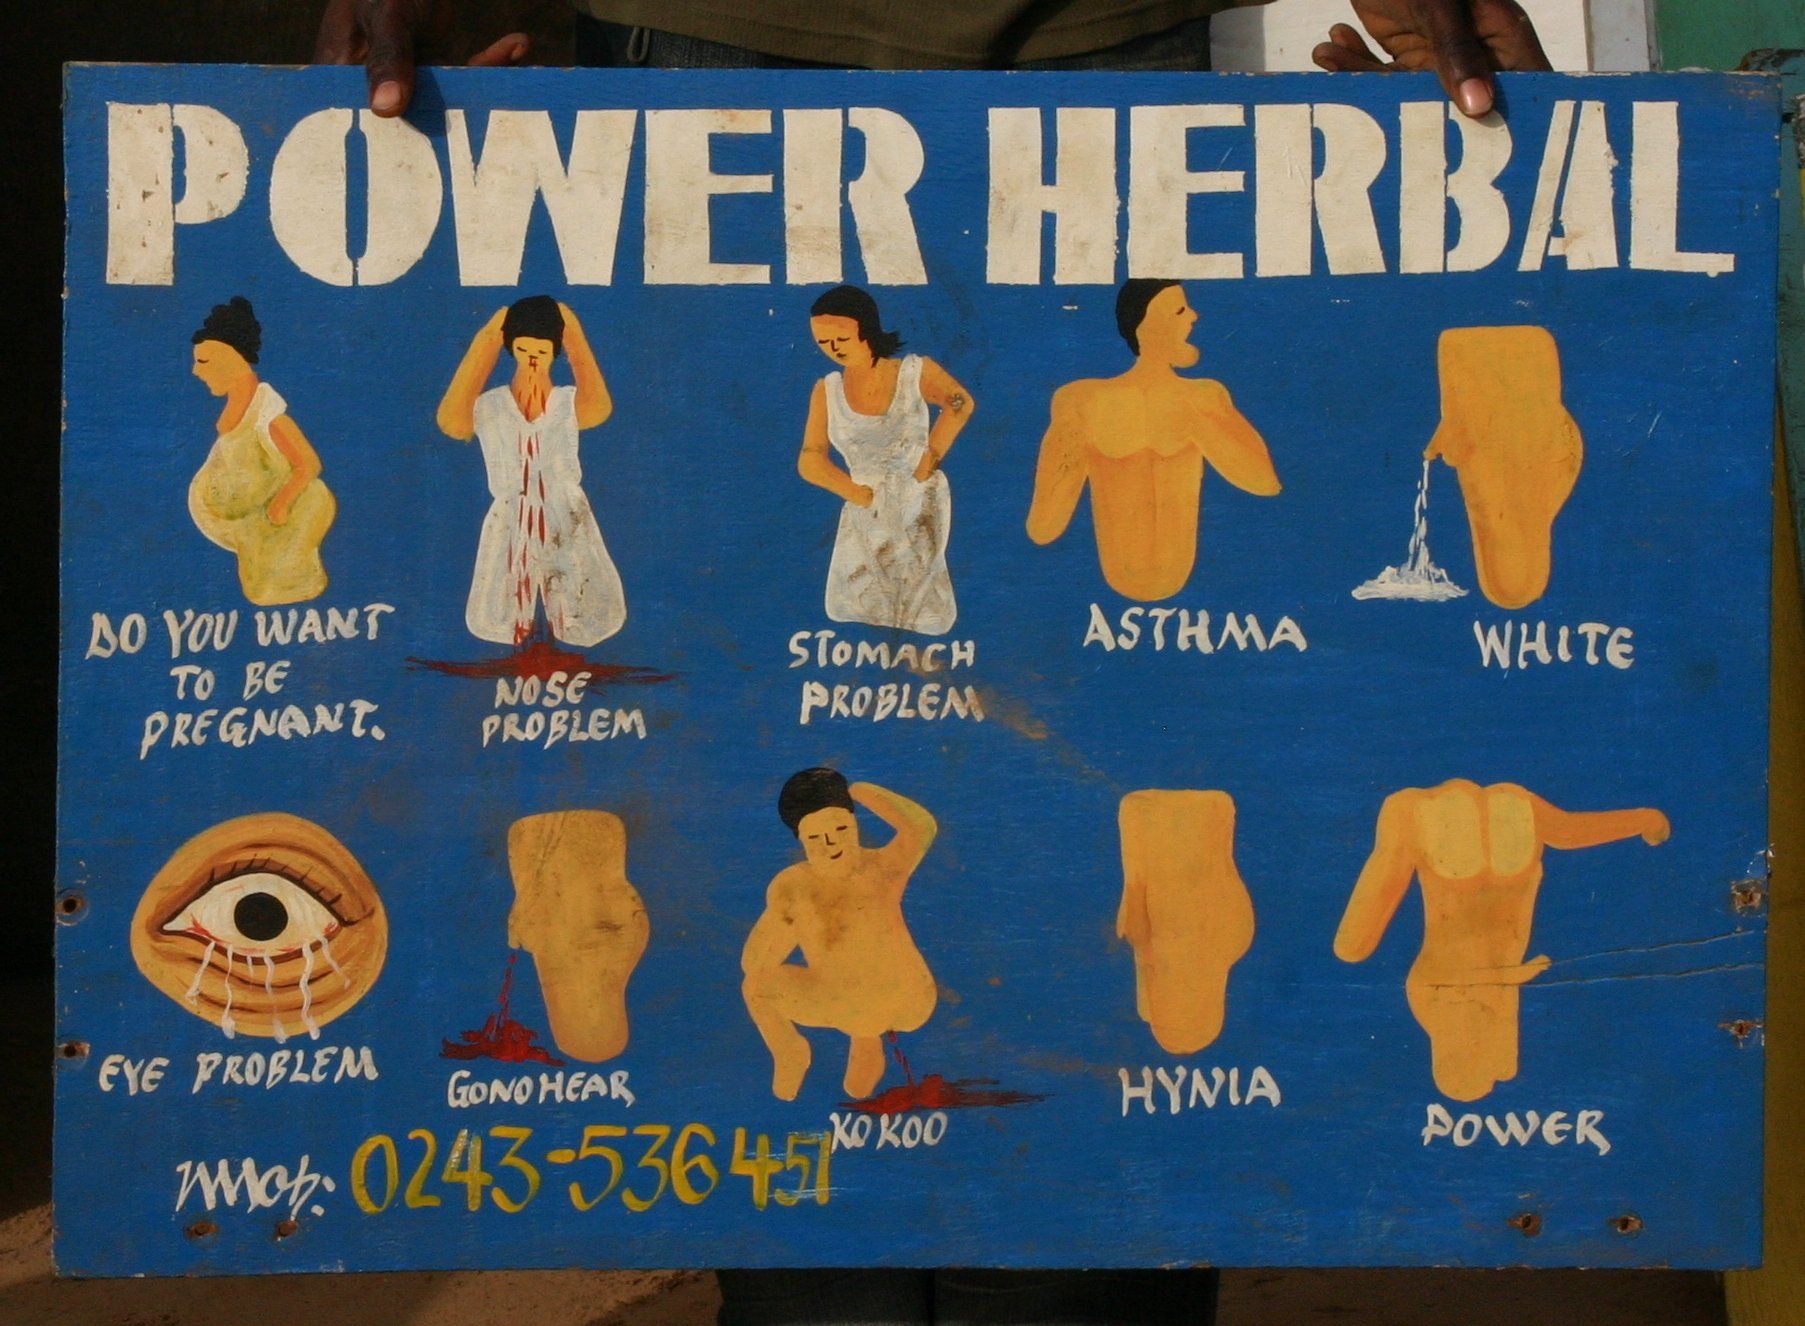 POWER HERBAL
DO YOU WANT
TO BE
PREGNANT.
NOSE
PROBLEM
STOMACH
PROBLEM
ASTHMA
WHITE
EYE PROBLEM
GONOHEAR
KOKOO
HYNIA
POWER
Mob: 0243-536451